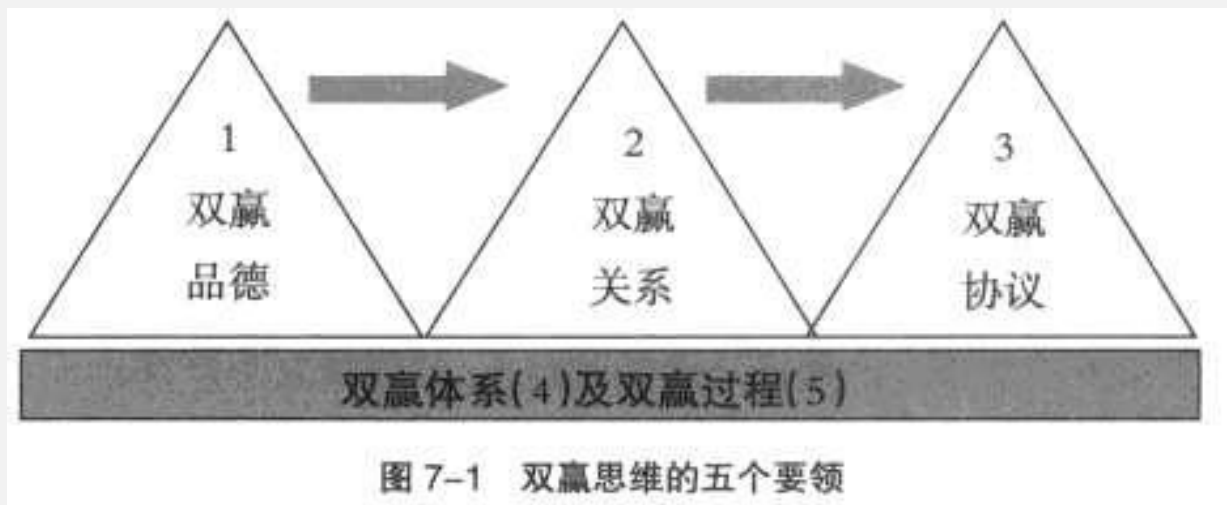 1
双赢
品德
2
双赢
关系
3
双赢
协议
双赢体系(4)及双赢过程(5)
图 7-1 双赢思维的五个要领